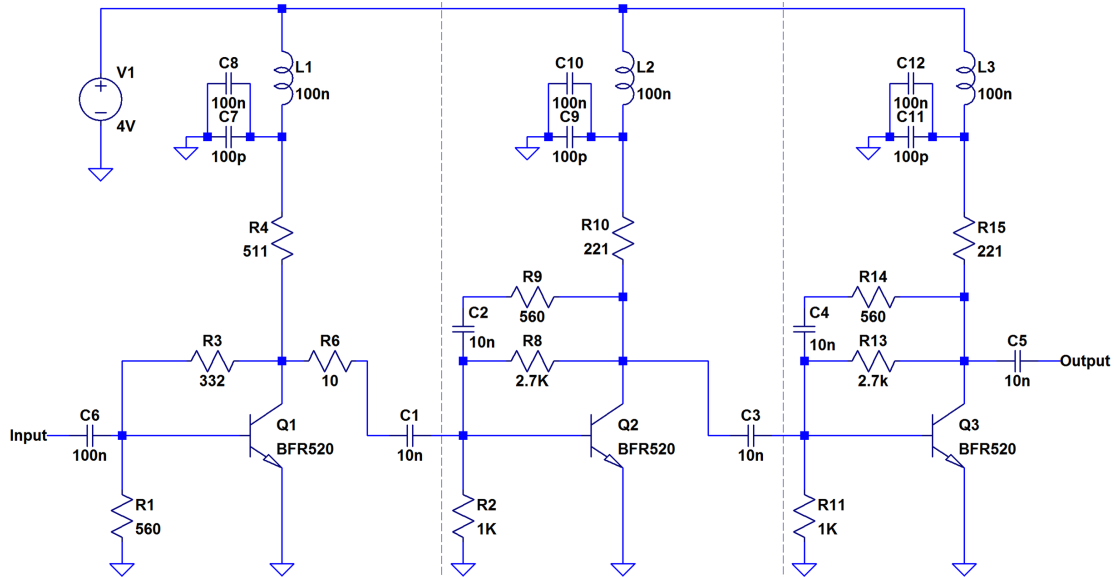 V1
4V
C8
100n
C7
100p
L1
100n
R4
511
R3
332
R6
10
Input
C6
100n
Q1
BFR520
R1
560
C1
10n
C10
100n
C9
100p
L2
100n
R10
221
R9
560
C2
10n
R8
2.7K
Q2
BFR520
R2
1K
C3
10n
C12
100n
C11
100p
L3
100n
R15
221
R14
560
C4
10n
R13
2.7k
C5
10n
Output
Q3
BFR520
R11
1K